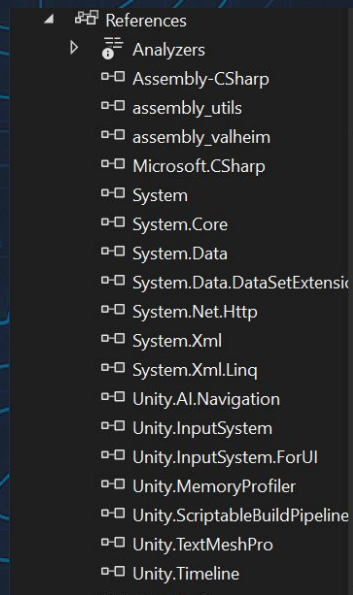 References
Analyzers
Assembly-CSharp
assembly_utils
assembly_valheim
Microsoft.CSharp
System
System.Core
System.Data
System.Data.DataSetExtensic
System.Net.Http
System.Xml
System.Xml.Linq
Unity.AI.Navigation
Unity.InputSystem
Unity.InputSystem.ForUI
Unity.MemoryProfiler
Unity.ScriptableBuildPipeline
Unity.TextMeshPro
Unity.Timeline